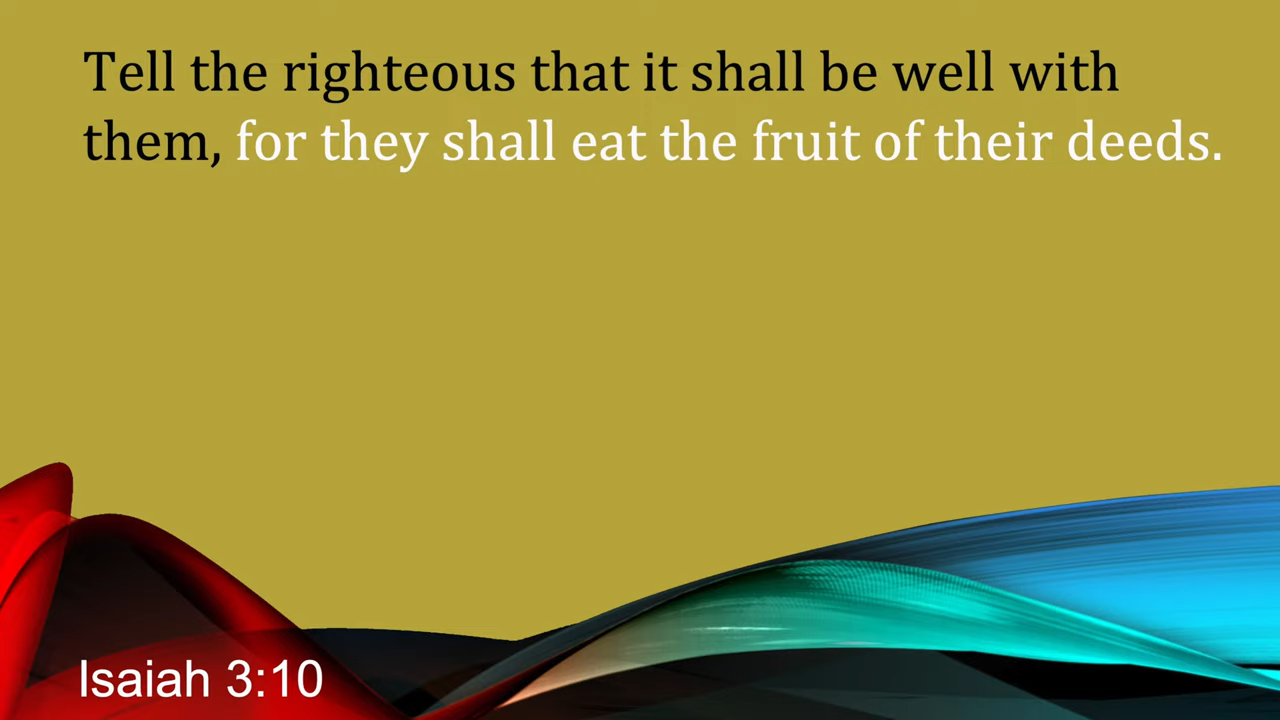 Tell the righteous that it shall be well with
them, for they shall eat the fruit of their deeds.
Isaiah 3:10